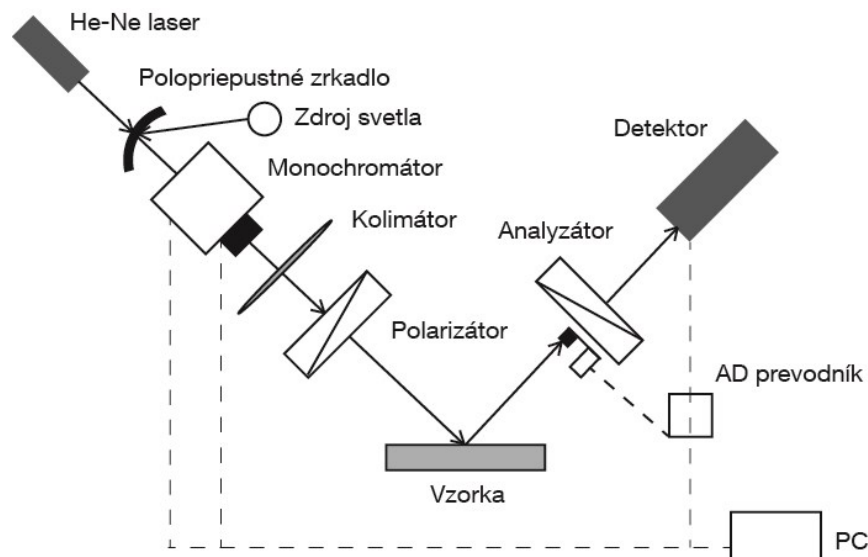 He-Ne laser
Polopriepustné zrkadlo
Zdroj svetla
Detektor
Monochromátor
Kolimátor
Analyzátor
Polarizátor
AD prevodník
Vzorka
PC